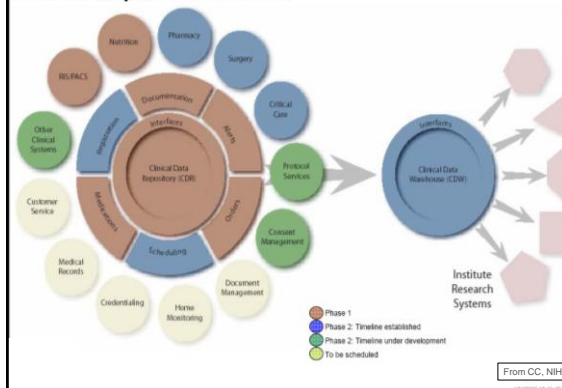 Pharmacy
Nutrition
Surgery
RIS/PACS
Critical
Care
Documentation
Interfaces
Registration
Alerts
Other
Clinical
Systems
Clinical Data
Repository (CDR)
Protocol
Services
Interfaces
Clinical Data
Warehouse (CDW)
Customer
Service
Medications
Orders
Scheduling
Consent
Management
Medical
Records
Document
Management
Credentialing
Home
Monitoring
Institute
Research
Systems
Phase 1
Phase 2: Timeline established
Phase 2: Timeline under development
To be scheduled
From CC, NIH